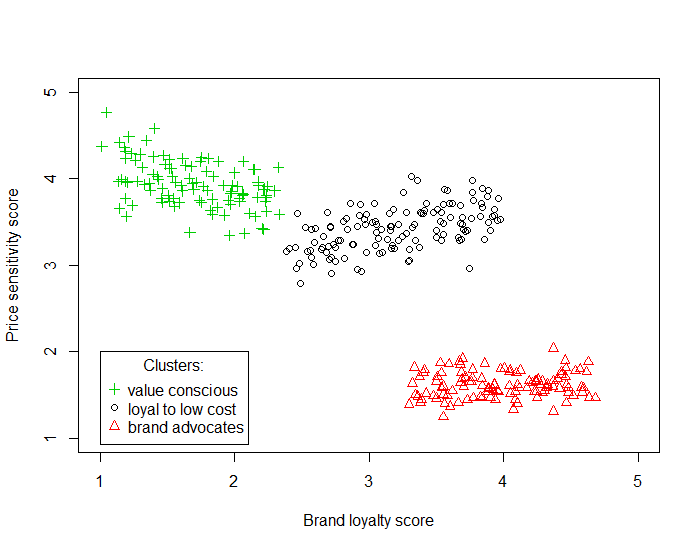 5
4
3
2
1
Price sensitivity score
Clusters:
value conscious
loyal to low cost
brand advocates
1 2 3 4 5
Brand loyalty score